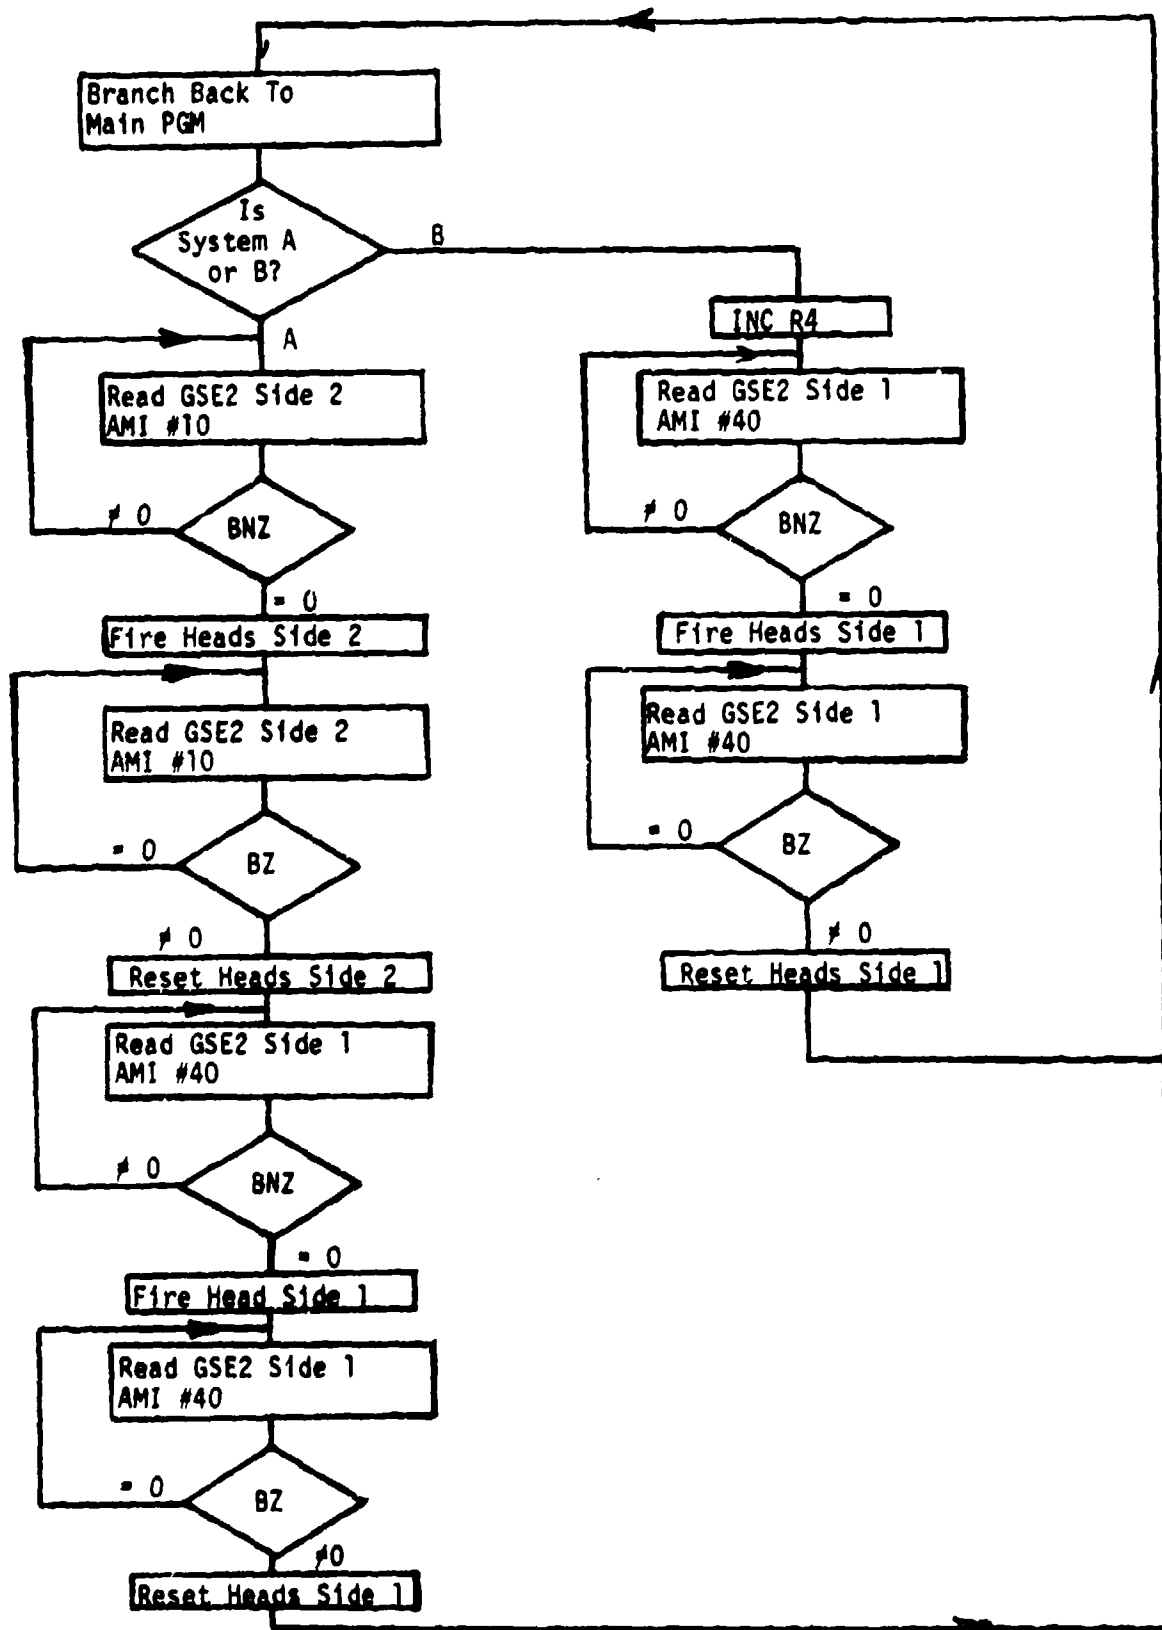 Branch Back To
Main PGM
Is
System A
or B?
B
A
INC R4
Read GSE2 Side 2
AMI #10
≠ 0
BNZ
= 0
Fire Heads Side 2
Read GSE2 Side 2
AMI #10
= 0
BZ
≠ 0
Reset Heads Side 2
Read GSE2 Side 1
AMI #40
≠ 0
BNZ
= 0
Fire Head Side 1
Read GSE2 Side 1
AMI #40
= 0
BZ
≠0
Reset Heads Side 1
Read GSE2 Side 1
AMI #40
≠ 0
BNZ
= 0
Fire Heads Side 1
Read GSE2 Side 1
AMI #40
= 0
BZ
≠ 0
Reset Heads Side 1